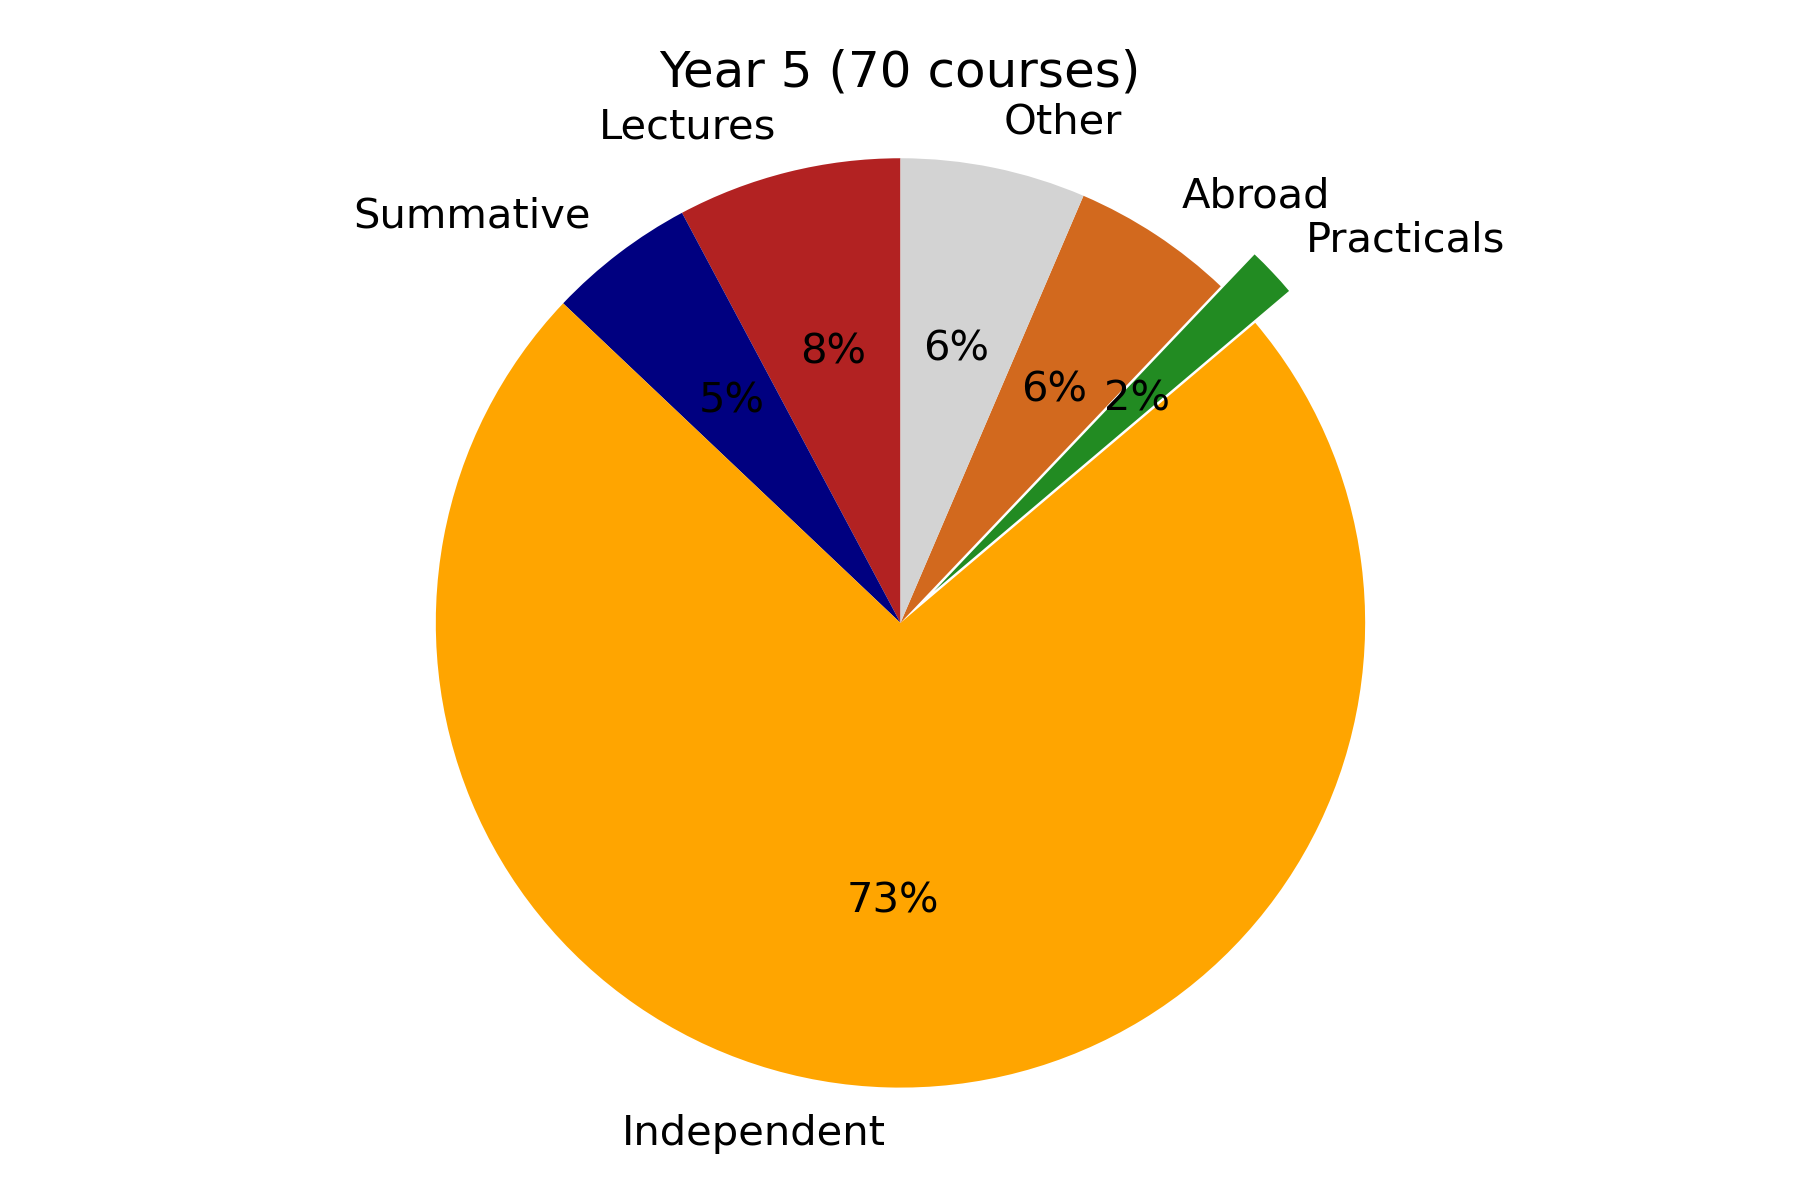 Year 5 (70 courses)
Lectures
Other
Summative
Abroad
Practicals
8%
6%
5%
6%
2%
73%
Independent